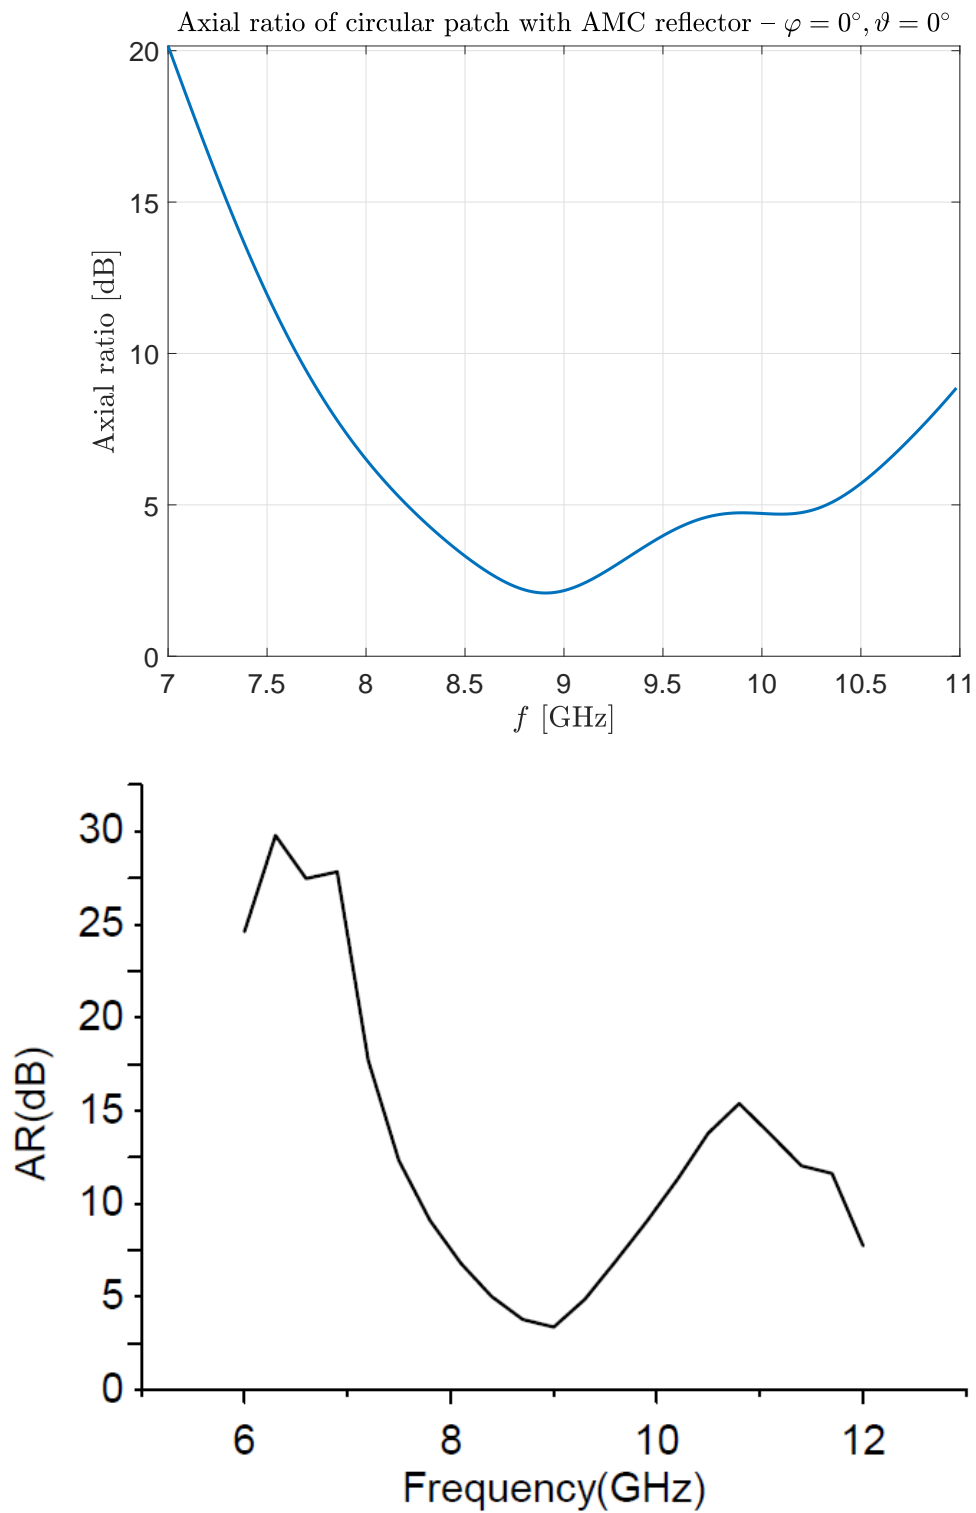 Axial ratio of circular patch with AMC reflector – φ = 0°, ϑ = 0°
20
15
10
5
0
Axial ratio [dB]
7 7.5 8 8.5 9 9.5 10 10.5 11
f [GHz]
30
25
20
15
10
5
0
AR(dB)
6 8 10 12
Frequency(GHz)